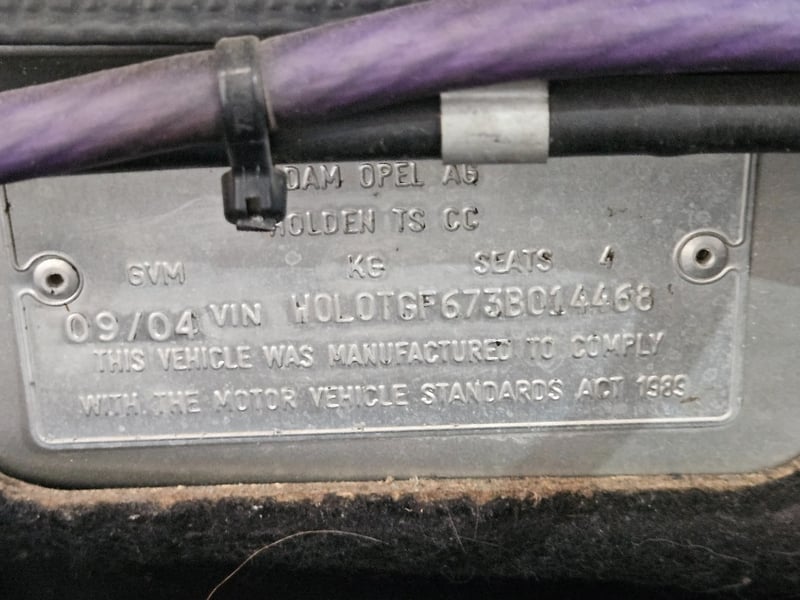 ADAM OPEL AG
HOLDEN TS CC
GVM KG SEATS 4
09/04 VIN W0L0TGF673B014468
THIS VEHICLE WAS MANUFACTURED TO COMPLY
WITH THE MOTOR VEHICLE STANDARDS ACT 1989